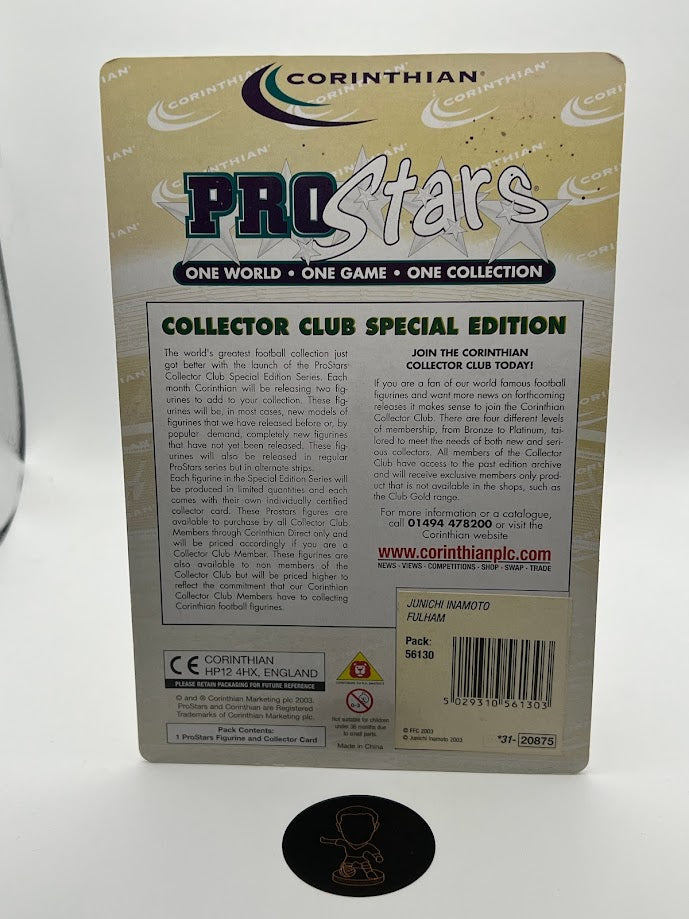 CORINTHIAN®
PROStars®
ONE WORLD • ONE GAME • ONE COLLECTION
COLLECTOR CLUB SPECIAL EDITION
The world's greatest football collection just
got better with the launch of the ProStars
Collector Club Special Edition Series. Each
month Corinthian will be releasing two fig-
urines to add to your collection. These fig-
urines will be, in most cases, new models of
figurines that we have released before or, by
popular demand, completely new figurines
that have not yet been released. These fig-
urines will also be released in regular
ProStars series but in alternate strips.
Each figurine in the Special Edition Series will
be produced in limited quantities and each
comes with their own individually certified
collector card. These Prostars figures are
available to purchase by all Collector Club
Members through Corinthian Direct only and
will be priced accordingly if you are a
Collector Club Member. These figurines are
also available to non members of the
Collector Club but will be priced higher to
reflect the commitment that our Corinthian
Collector Club Members have to collecting
Corinthian football figurines.
JOIN THE CORINTHIAN
COLLECTOR CLUB TODAY!
If you are a fan of our world famous football
figurines and want more news on forthcoming
releases it makes sense to join the Corinthian
Collector Club. There are four different levels
of membership, from Bronze to Platinum, tai-
lored to meet the needs of both new and seri-
ous collectors. All members of the Collector
Club have access to the past edition archive
and will receive exclusive members only prod-
uct that is not available in the shops, such as
the Club Gold range.
For more information or a catalogue,
call 01494 478200 or visit the
Corinthian website
www.corinthianplc.com
NEWS - VIEWS - COMPETITIONS - SHOP - SWAP - TRADE
JUNICHI INAMOTO
FULHAM
Pack:
56130
5 029310 561303
© FFC 2003
© Junichi Inamoto 2003
*31- 20875
CE CORINTHIAN
HP12 4HX, ENGLAND
PLEASE RETAIN PACKAGING FOR FUTURE REFERENCE
© and ® Corinthian Marketing plc 2003.
ProStars and Corinthian are Registered
Trademarks of Corinthian Marketing plc.
Pack Contents:
1 ProStars Figurine and Collector Card
0-3
Not suitable for children
under 36 months due
to small parts.
Made in China